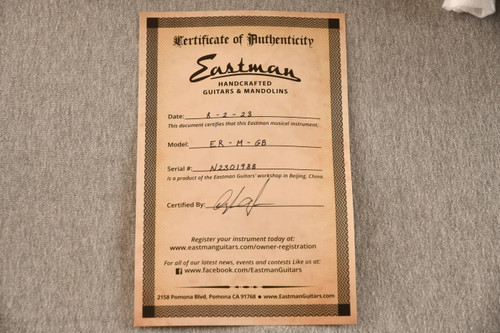 Certificate of Authenticity
Eastman
HANDCRAFTED
GUITARS & MANDOLINS
Date: 8-2-23
This document certifies that this Eastman musical instrument:
Model: ER-M-GB
Serial #: N2301988
is a product of the Eastman Guitars' workshop in Beijing, China.
Certified By:
Register your instrument today at:
www.eastmanguitars.com/owner-registration
For all of our latest news, events and contests Like us at:
www.facebook.com/EastmanGuitars
2158 Pomona Blvd, Pomona CA 91768 ● www.EastmanGuitars.com